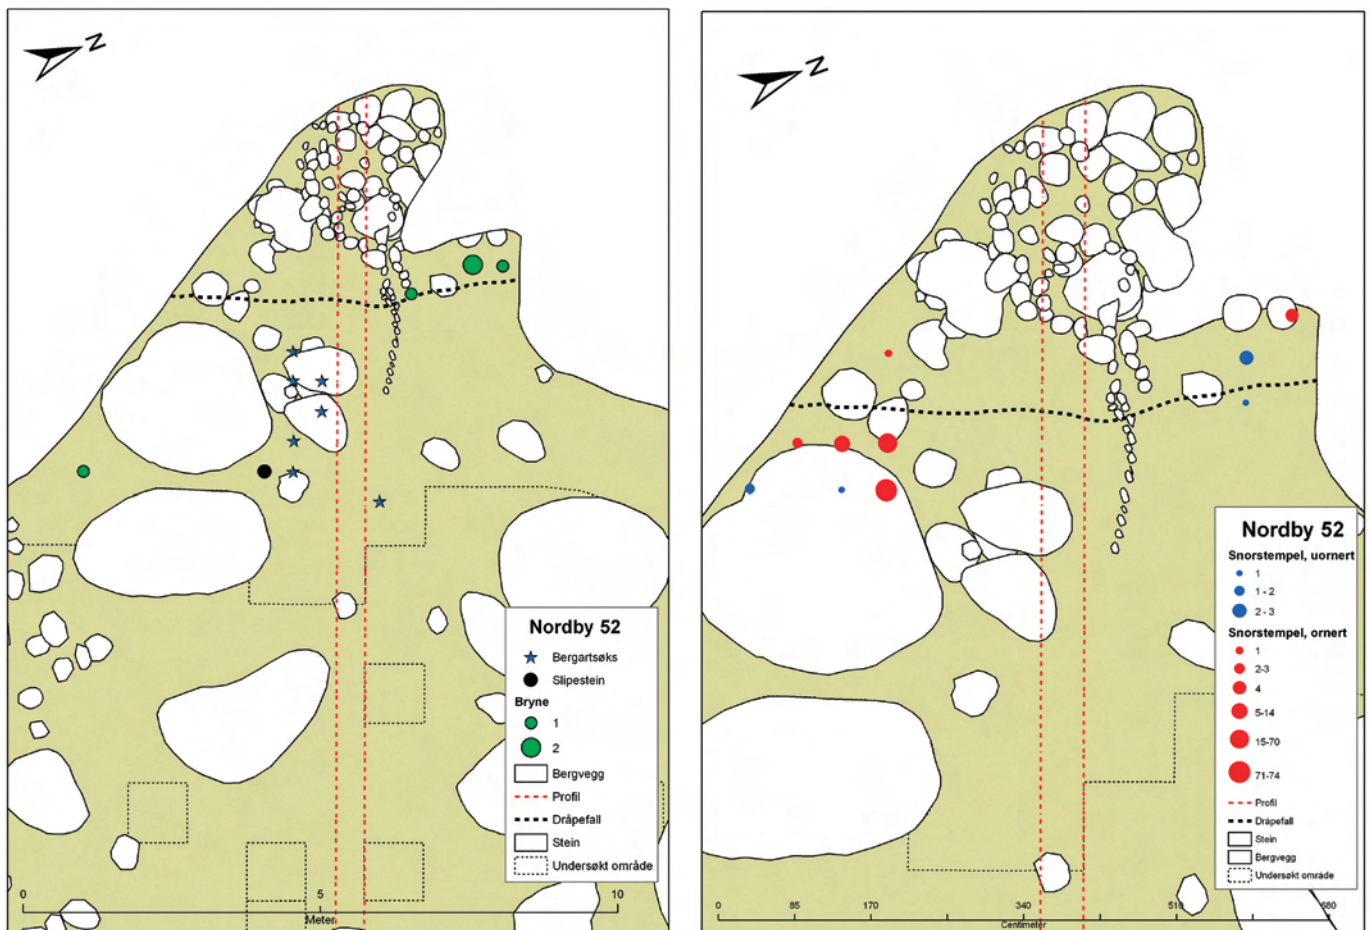 N
Nordby 52
Bergartsøks
Slipestein
Bryne
1
2
Bergvegg
Profil
Dråpefall
Stein
Undersøkt område
0 5 10
Meter
N
Nordby 52
Snorstempel, uornert
1
1 - 2
2 - 3
Snorstempel, ornert
1
2-3
4
5-14
15-70
71-74
Profil
Dråpefall
Stein
Bergvegg
Undersøkt område
0 85 170 340 510 680
Centimeter